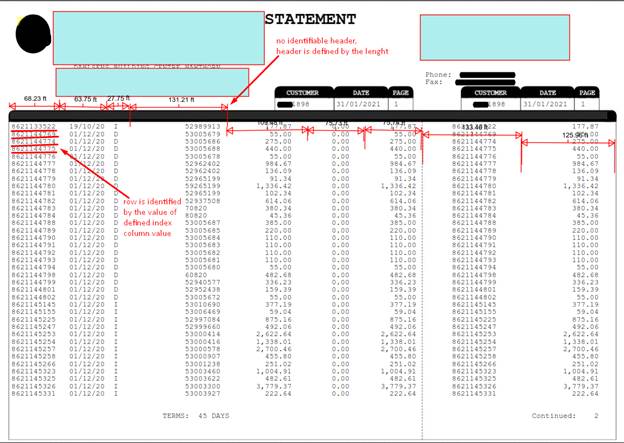 STATEMENT
no identifiable header,
header is defined by the lenght
Phone:
Fax:
CUSTOMER DATE PAGE CUSTOMER DATE
898 31/01/2021 1 898 31/01/2021
68.23 ft 63.75 ft 27.75 ft 131.21 ft
75.73 ft 133.48 ft 125.96 ft
8621133522 19/10/20 I 52989913 177.87 0.00 177.87 8621133522 177.87
8621144769 01/12/20 D 53005679 55.00 0.00 55.00 8621144769 55.00
8621144774 01/12/20 D 53005686 275.00 0.00 275.00 8621144774 275.00
8621144775 01/12/20 D 53005688 440.00 0.00 440.00 8621144775 440.00
8621144776 01/12/20 D 53005678 55.00 0.00 55.00 8621144776 55.00
8621144777 01/12/20 D 52962402 984.67 0.00 984.67 8621144777 984.67
8621144778 01/12/20 D 52962402 136.09 0.00 136.09 8621144778 136.09
8621144779 01/12/20 D 52965199 91.34 0.00 91.34 8621144779 91.34
8621144780 01/12/20 D 59265199 1,336.42 0.00 1,336.42 8621144780 1,336.42
8621144781 01/12/20 D 52965199 102.34 0.00 102.34 8621144781 102.34
8621144782 01/12/20 D 52937508 614.06 0.00 614.06 8621144782 614.06
8621144783 01/12/20 D 70820 380.34 0.00 380.34 8621144783 380.34
8621144784 01/12/20 D 80820 45.36 0.00 45.36 8621144784 45.36
8621144788 01/12/20 D 53005687 385.00 0.00 385.00 8621144788 385.00
8621144789 01/12/20 D 53005685 220.00 0.00 220.00 8621144789 220.00
8621144790 01/12/20 D 53005684 110.00 0.00 110.00 8621144790 110.00
8621144791 01/12/20 D 53005683 110.00 0.00 110.00 8621144791 110.00
8621144792 01/12/20 D 53005682 110.00 0.00 110.00 8621144792 110.00
8621144793 01/12/20 D 53005681 110.00 0.00 110.00 8621144793 110.00
8621144794 01/12/20 D 53005680 55.00 0.00 55.00 8621144794 55.00
8621144798 01/12/20 D 60820 482.68 0.00 482.68 8621144798 482.68
8621144799 01/12/20 D 52940577 336.23 0.00 336.23 8621144799 336.23
8621144801 01/12/20 D 52952438 159.39 0.00 159.39 8621144801 159.39
8621144802 01/12/20 D 53005672 55.00 0.00 55.00 8621144802 55.00
8621145145 01/12/20 I 53010690 377.19 0.00 377.19 8621145145 377.19
8621145155 01/12/20 I 53006469 59.04 0.00 59.04 8621145155 59.04
8621145225 01/12/20 I 52997084 875.16 0.00 875.16 8621145225 875.16
8621145247 01/12/20 I 52999660 492.06 0.00 492.06 8621145247 492.06
8621145253 01/12/20 I 53000414 2,622.64 0.00 2,622.64 8621145253 2,622.64
8621145254 01/12/20 I 53000416 1,338.01 0.00 1,338.01 8621145254 1,338.01
8621145257 01/12/20 I 53000578 2,700.46 0.00 2,700.46 8621145257 2,700.46
8621145258 01/12/20 I 53000907 455.80 0.00 455.80 8621145258 455.80
8621145266 01/12/20 I 53001238 251.02 0.00 251.02 8621145266 251.02
8621145323 01/12/20 I 53003460 1,004.91 0.00 1,004.91 8621145323 1,004.91
8621145325 01/12/20 I 53003622 482.61 0.00 482.61 8621145325 482.61
8621145326 01/12/20 I 53003300 3,779.37 0.00 3,779.37 8621145326 3,779.37
8621145331 01/12/20 I 53003927 222.64 0.00 222.64 8621145331 222.64
row is identified
by the value of
defined index
column value
TERMS: 45 DAYS Continued: 2